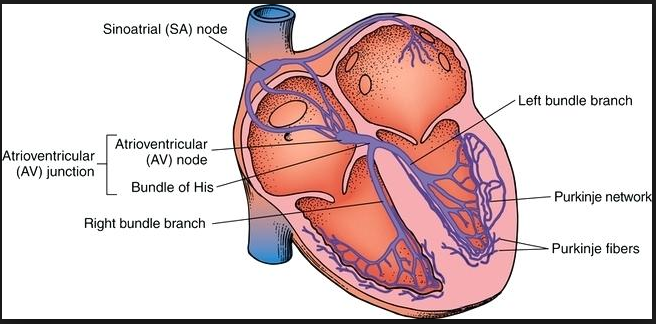 Sinoatrial (SA) node
Left bundle branch
Atrioventricular
(AV) node
Atrioventricular
(AV) junction
Bundle of His
Purkinje network
Right bundle branch
Purkinje fibers